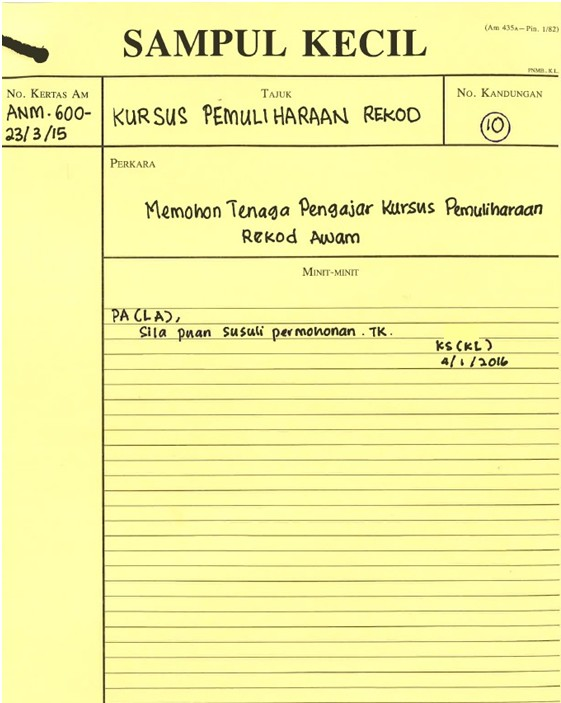 (Am 435A—Pin. 1/82)
SAMPUL KECIL
PNMB., K.L.
NO. KERTAS AM
ANM. 600-
23/3/15
TAJUK
KURSUS PEMULIHARAAN REKOD
NO. KANDUNGAN
10
PERKARA
Memohon Tenaga Pengajar Kursus Pemuliharaan
Rekod Awam
MINIT-MINIT
PA(LA),
Sila puan susuli permohonan. TK.
KS(KL)
4/1/2016